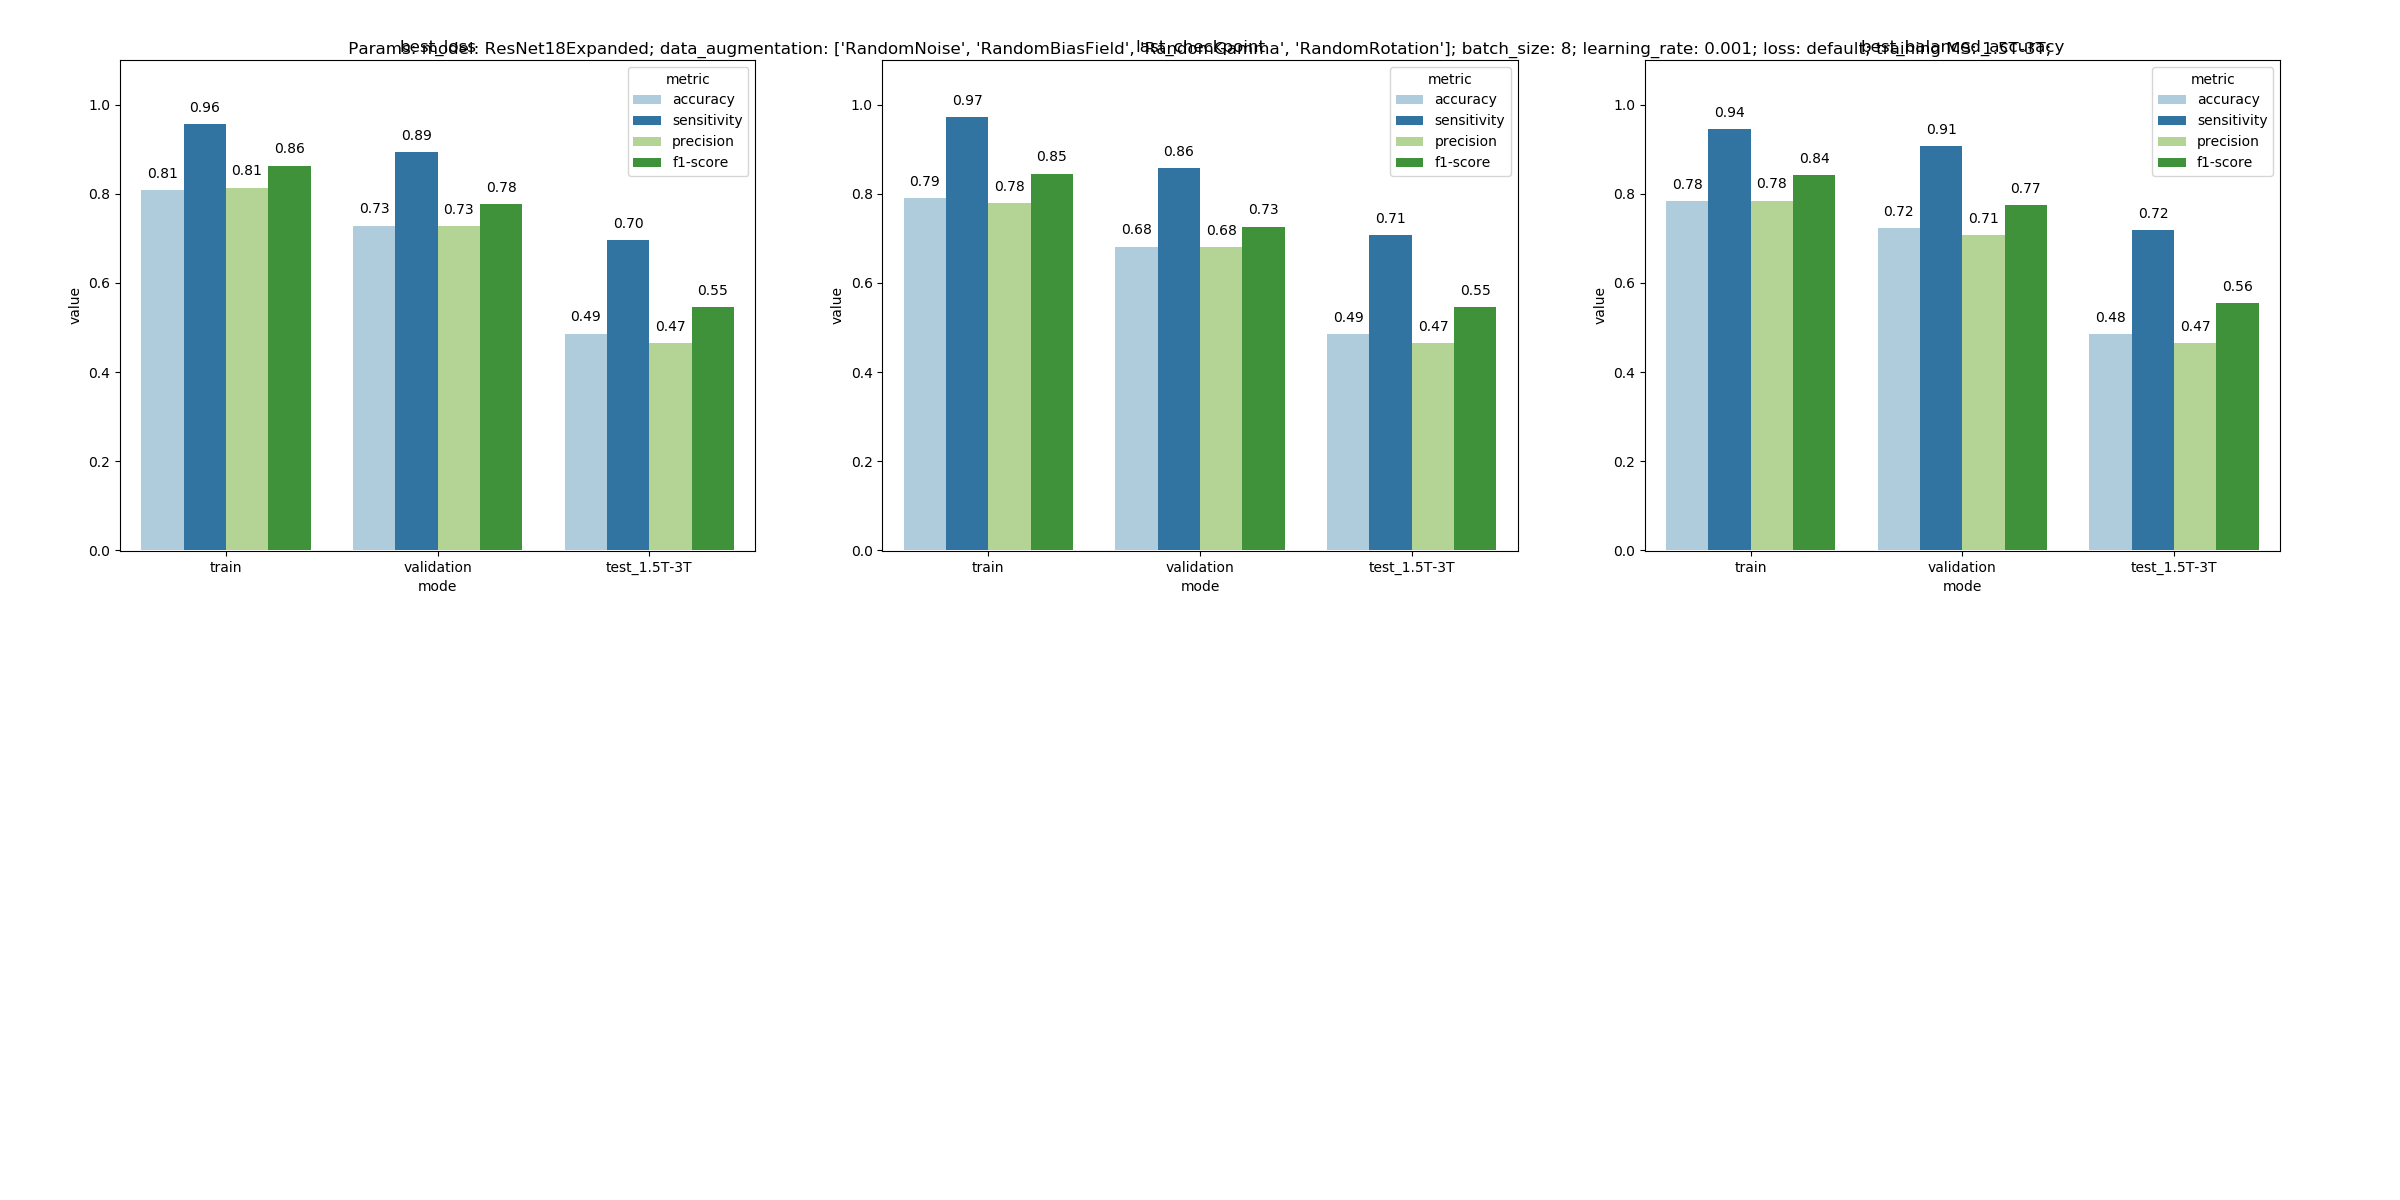 best_loss
last_checkpoint
best_balanced_accuracy
Params: model: ResNet18Expanded; data_augmentation: ['RandomNoise', 'RandomBiasField', 'RandomGamma', 'RandomRotation']; batch_size: 8; learning_rate: 0.001; loss: default; training MS: 1.5T-3T;
value
1.0
0.8
0.6
0.4
0.2
0.0
0.81
0.96
0.81
0.86
0.73
0.89
0.73
0.78
0.49
0.70
0.47
0.55
metric
accuracy
sensitivity
precision
f1-score
train
validation
test_1.5T-3T
mode
value
1.0
0.8
0.6
0.4
0.2
0.0
0.79
0.97
0.78
0.85
0.68
0.86
0.68
0.73
0.49
0.71
0.47
0.55
metric
accuracy
sensitivity
precision
f1-score
train
validation
test_1.5T-3T
mode
value
1.0
0.8
0.6
0.4
0.2
0.0
0.78
0.94
0.78
0.84
0.72
0.91
0.71
0.77
0.48
0.72
0.47
0.56
metric
accuracy
sensitivity
precision
f1-score
train
validation
test_1.5T-3T
mode